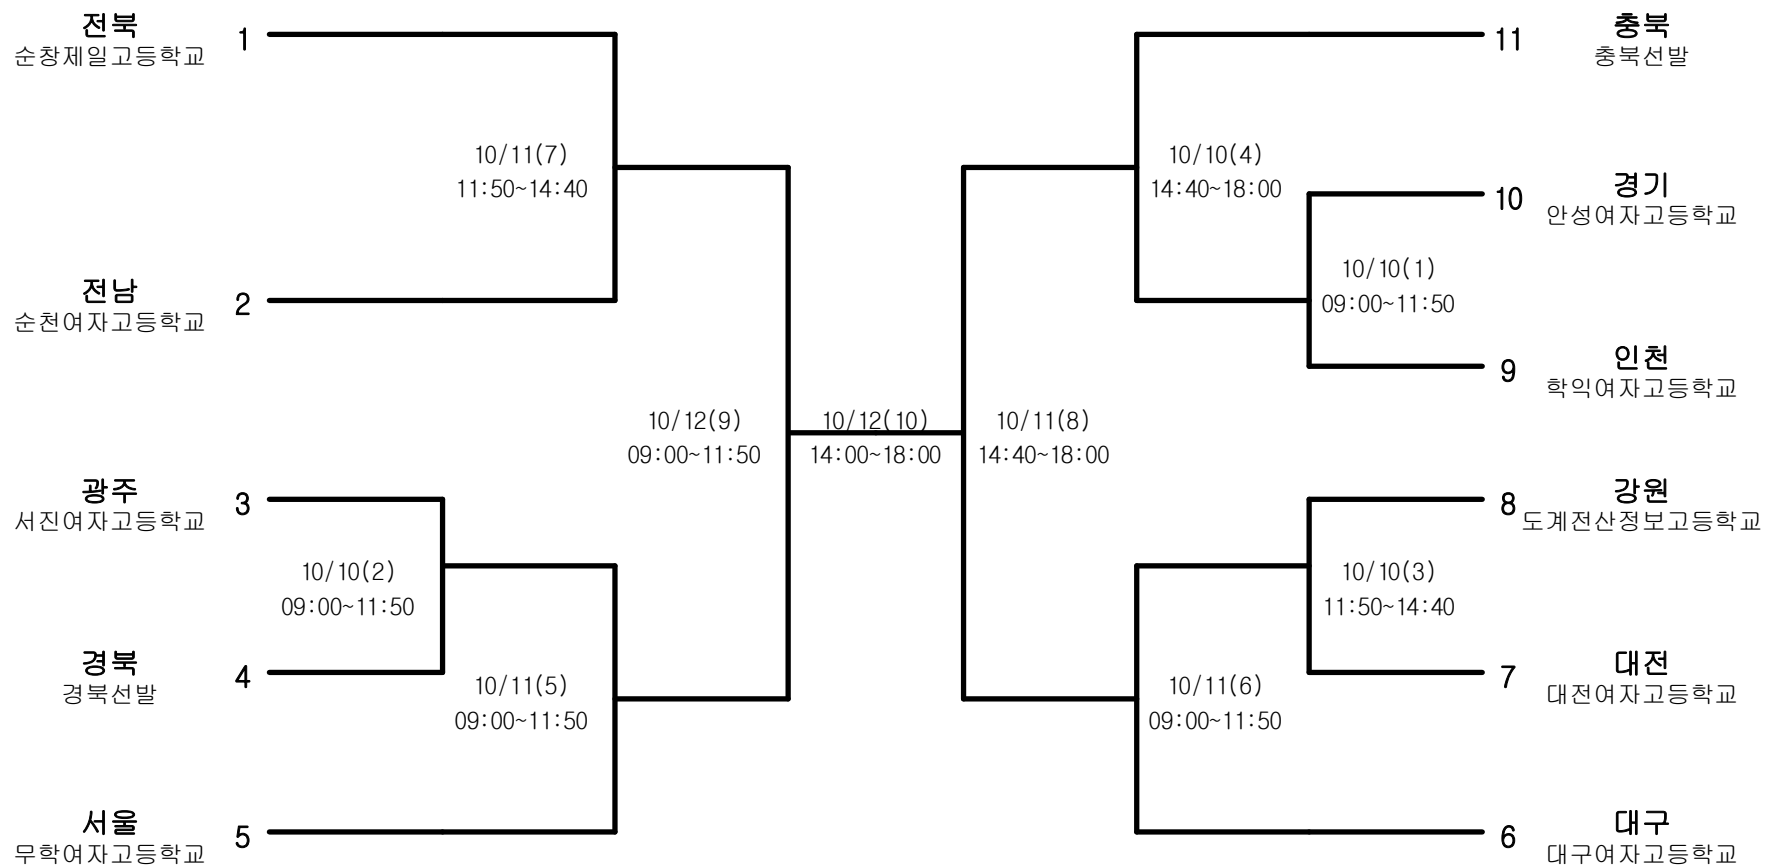 전북
순창제일고등학교
1
10/11(7)
11:50~14:40
전남
순천여자고등학교
2
10/12(9)
09:00~11:50
광주
서진여자고등학교
3
10/10(2)
09:00~11:50
경북
경북선발
4
10/11(5)
09:00~11:50
서울
무학여자고등학교
5
10/12(10)
14:00~18:00
11
충북
충북선발
10/10(4)
14:40~18:00
10
경기
안성여자고등학교
10/10(1)
09:00~11:50
9
인천
학익여자고등학교
10/11(8)
14:40~18:00
8
강원
도계전산정보고등학교
10/10(3)
11:50~14:40
7
대전
대전여자고등학교
10/11(6)
09:00~11:50
6
대구
대구여자고등학교